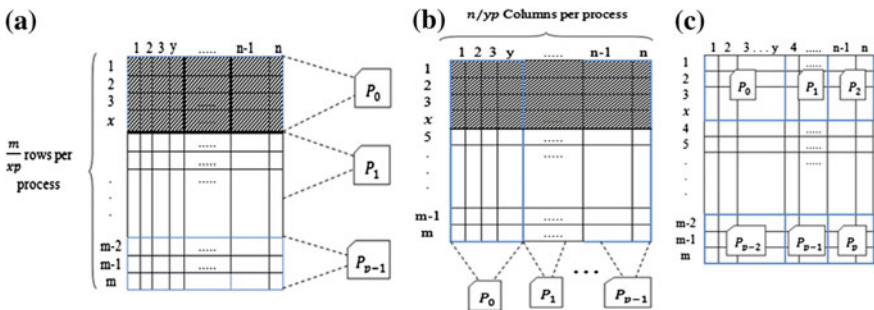 (a)
1 2 3 y ..... n-1 n
1
2
3
x
m/xp rows per process
.....
.....
.....
.....
.....
.....
.
.
.
m-2
m-1
m
.....
.....
P₀
P₁
Pₚ₋₁
(b)
n/yp Columns per process
1 2 3 y ..... n-1 n
1
2
3
x
5
.
.
.
m-1
m
.....
.....
.....
.....
P₀ P₁ ... Pₚ₋₁
(c)
1 2 3 ... y 4 ..... n-1 n
1
2
3
x
4
5
.
.
.
m-2
m-1
m
.....
.....
.....
.....
P₀ P₁ P₂
Pₚ₋₂ Pₚ₋₁ Pₚ